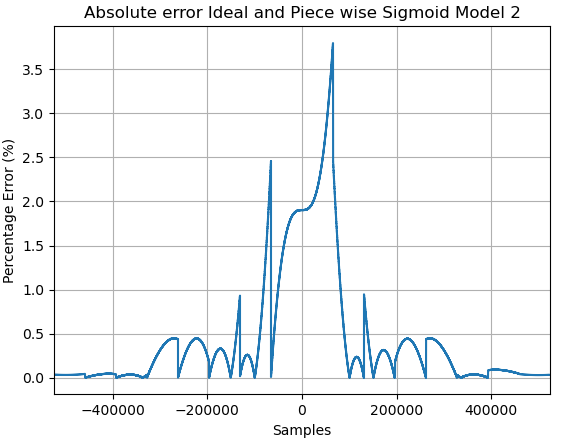 Absolute error Ideal and Piece wise Sigmoid Model 2
Percentage Error (%)
3.5
3.0
2.5
2.0
1.5
1.0
0.5
0.0
−400000 −200000 0 200000 400000
Samples